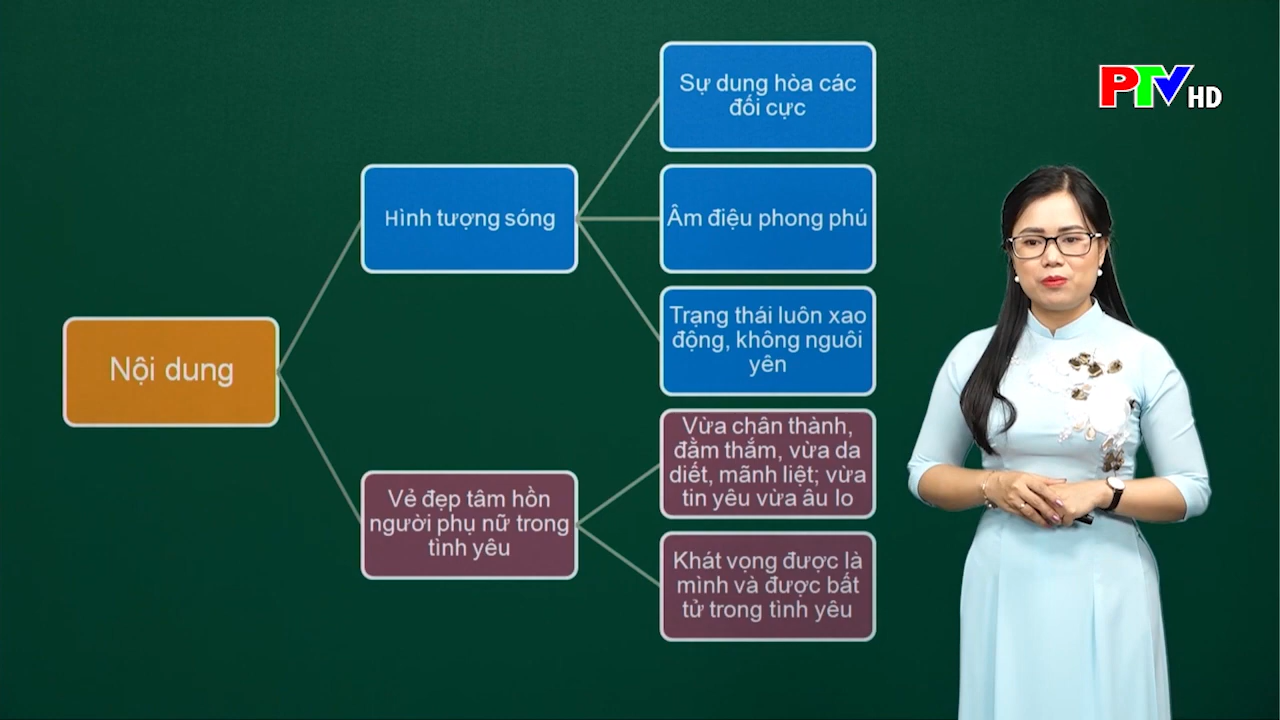 Sự dung hòa các
đối cực
PTV HD
Hình tượng sóng
Âm điệu phong phú
Trạng thái luôn xao
động, không nguôi
yên
Nội dung
Vẻ đẹp tâm hồn
người phụ nữ trong
tình yêu
Vừa chân thành,
đằm thắm, vừa da
diết, mãnh liệt; vừa
tin yêu vừa âu lo
Khát vọng được là
mình và được bất
tử trong tình yêu